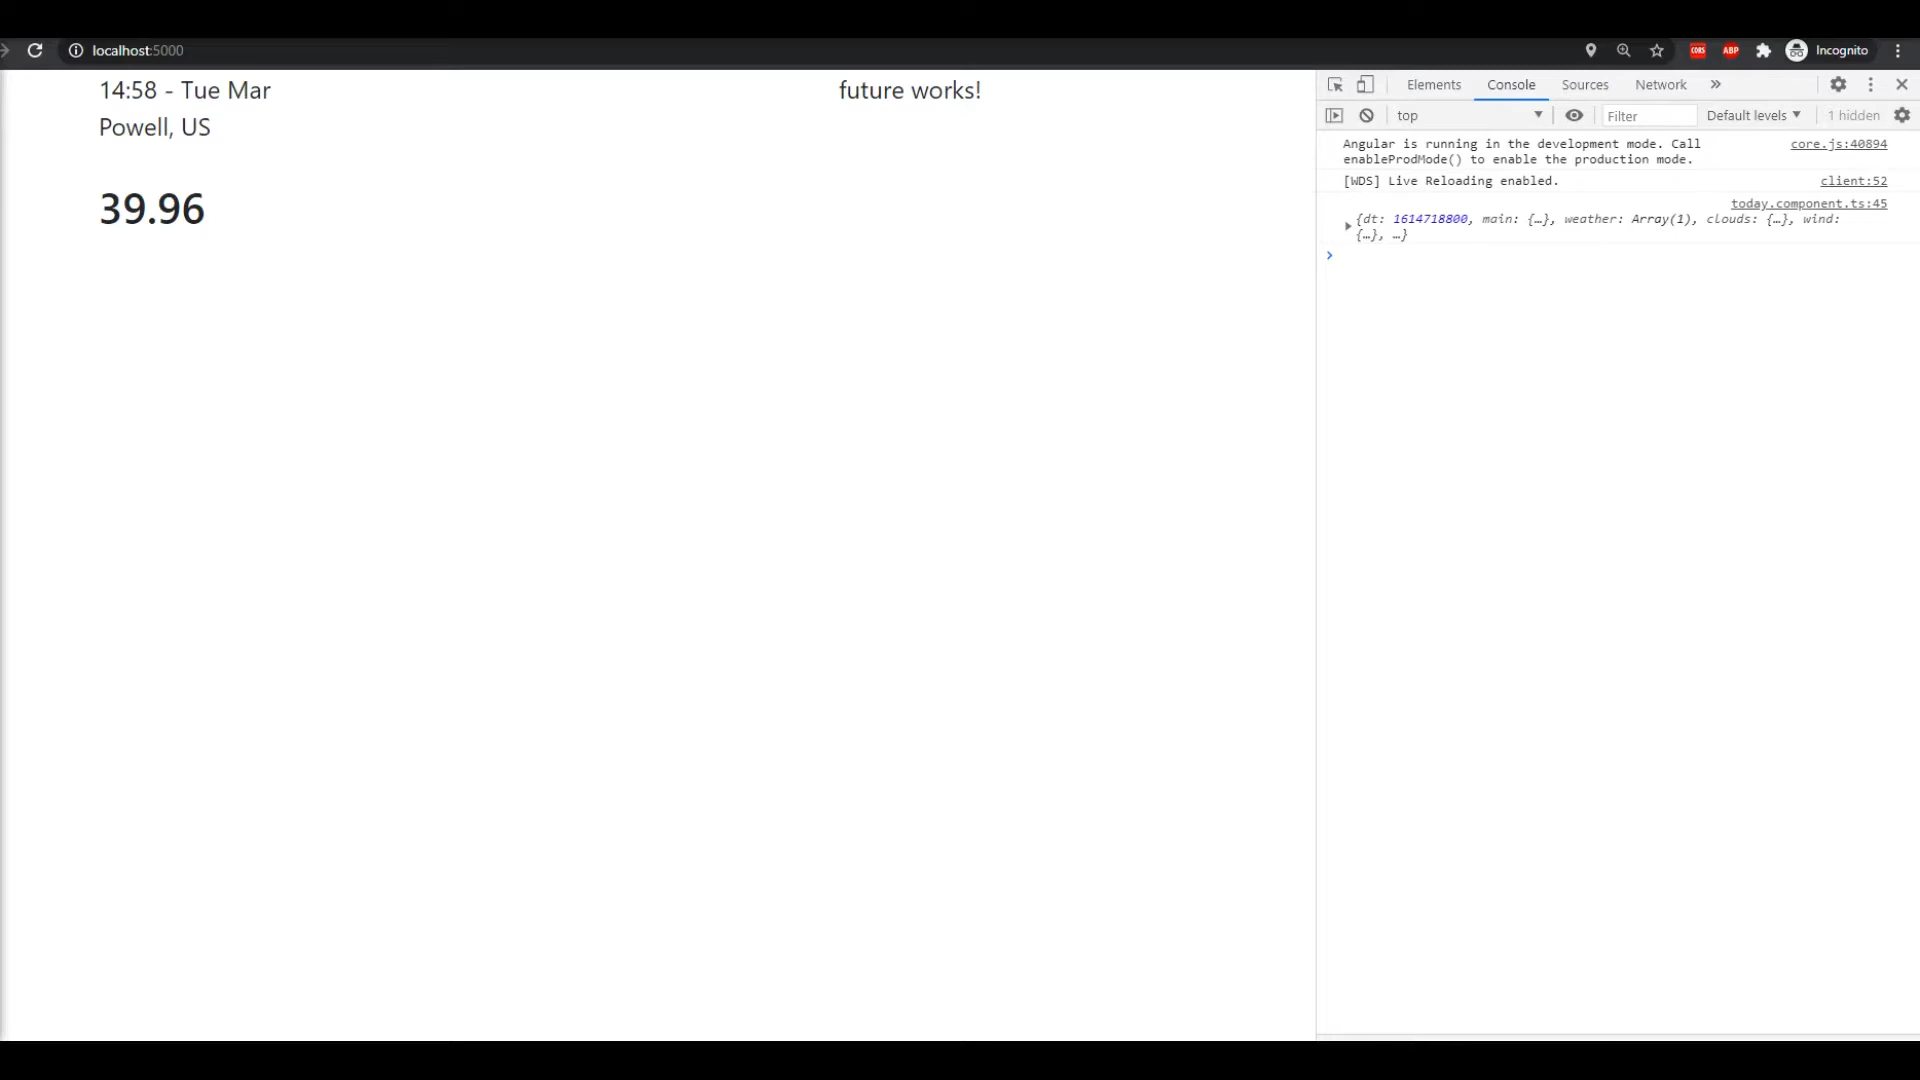 localhost:5000
CORS
ABP
Incognito
14:58 - Tue Mar
Powell, US
39.96
future works!
Elements
Console
Sources
Network
top
Filter
Default levels
1 hidden
Angular is running in the development mode. Call
enableProdMode() to enable the production mode.
core.js:40894
[WDS] Live Reloading enabled.
client:52
today.component.ts:45
{dt: 1614718800, main: {…}, weather: Array(1), clouds: {…}, wind:
{…}, …}